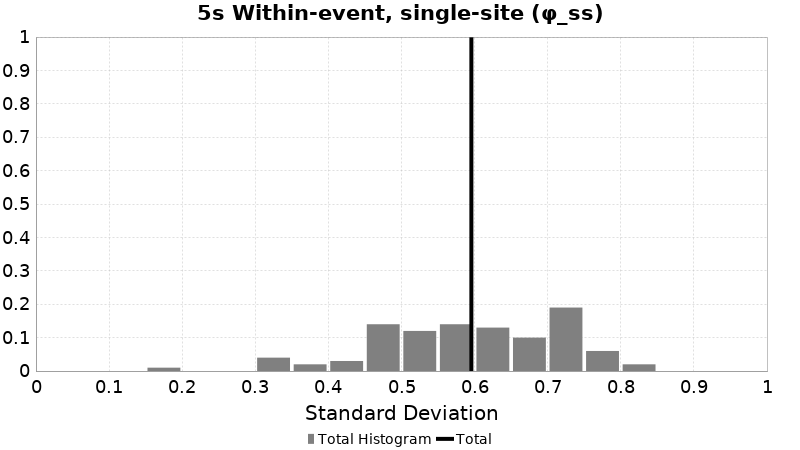 5s Within-event, single-site (φ_ss)
1
0.9
0.8
0.7
0.6
0.5
0.4
0.3
0.2
0.1
0
0 0.1 0.2 0.3 0.4 0.5 0.6 0.7 0.8 0.9 1
Standard Deviation
Total Histogram Total